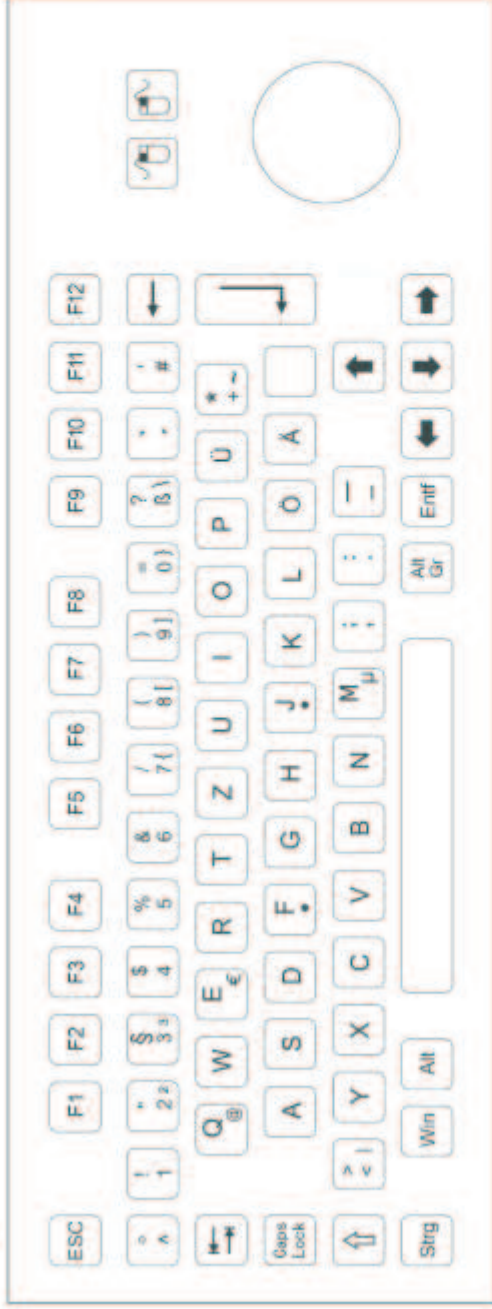 ESC F1 F2 F3 F4 F5 F6 F7 F8 F9 F10 F11 F12
° ^ ! 1 " 2 ² § 3 ³ $ 4 % 5 & 6 / 7 { ( 8 [ ) 9 ] = 0 } ? ß \ ' #
Q @ W E € R T Z U I O P Ü * + ~
Caps Lock A S D F G H J K L Ö Ä
> < | Y X C V B N M µ
Strg Win Alt Alt Gr Entf